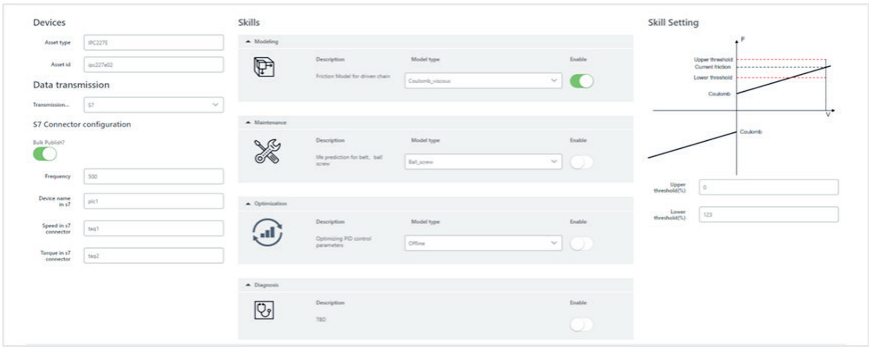 Devices
Asset type
IPC227E
Asset id
ipc227e02
Data transmission
Transmission...
S7
S7 Connector configuration
Bulk Publish?
Frequency
500
Device name
in s7
plc1
Speed in s7
connector
teq1
Torque in s7
connector
teq2
Skills
Modeling
Description
Model type
Enable
Friction Model for driven chain
Coulomb_viscous
Maintenance
Description
Model type
Enable
life prediction for belt, ball
screw
Ball_screw
Optimization
Description
Model type
Enable
Optimizing PID control
parameters
Offline
Diagnosis
Description
Enable
TBD
Skill Setting
F
Upper threshold
Current friction
Lower threshold
Coulomb
V
Coulomb
Upper
threshold(%)
0
Lower
threshold(%)
123